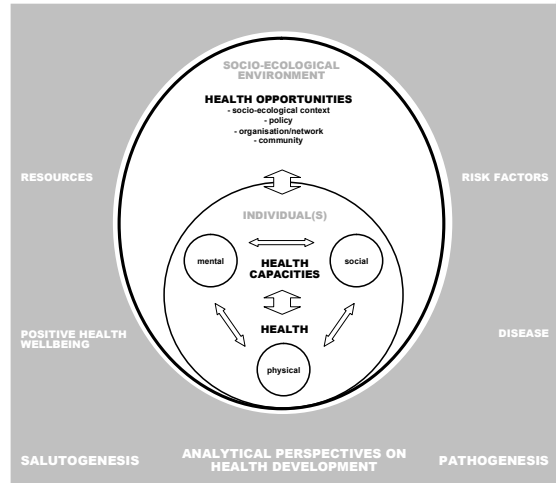 SOCIO-ECOLOGICAL
ENVIRONMENT
HEALTH OPPORTUNITIES
- socio-ecological context
- policy
- organisation/network
- community
RESOURCES
RISK FACTORS
INDIVIDUAL(S)
mental
social
HEALTH
CAPACITIES
HEALTH
physical
POSITIVE HEALTH
WELLBEING
DISEASE
SALUTOGENESIS
ANALYTICAL PERSPECTIVES ON
HEALTH DEVELOPMENT
PATHOGENESIS